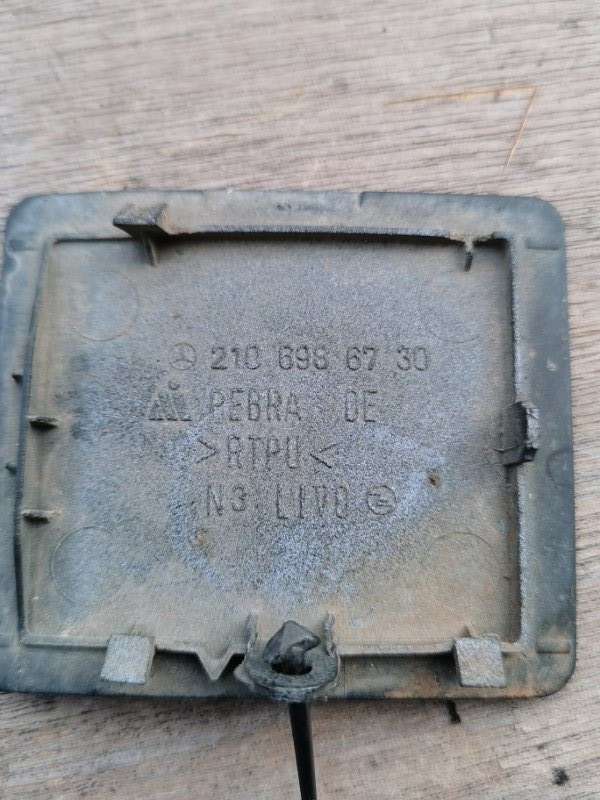 210 698 67 30
PEBRA DE
>RTPU<
N3 LIVO